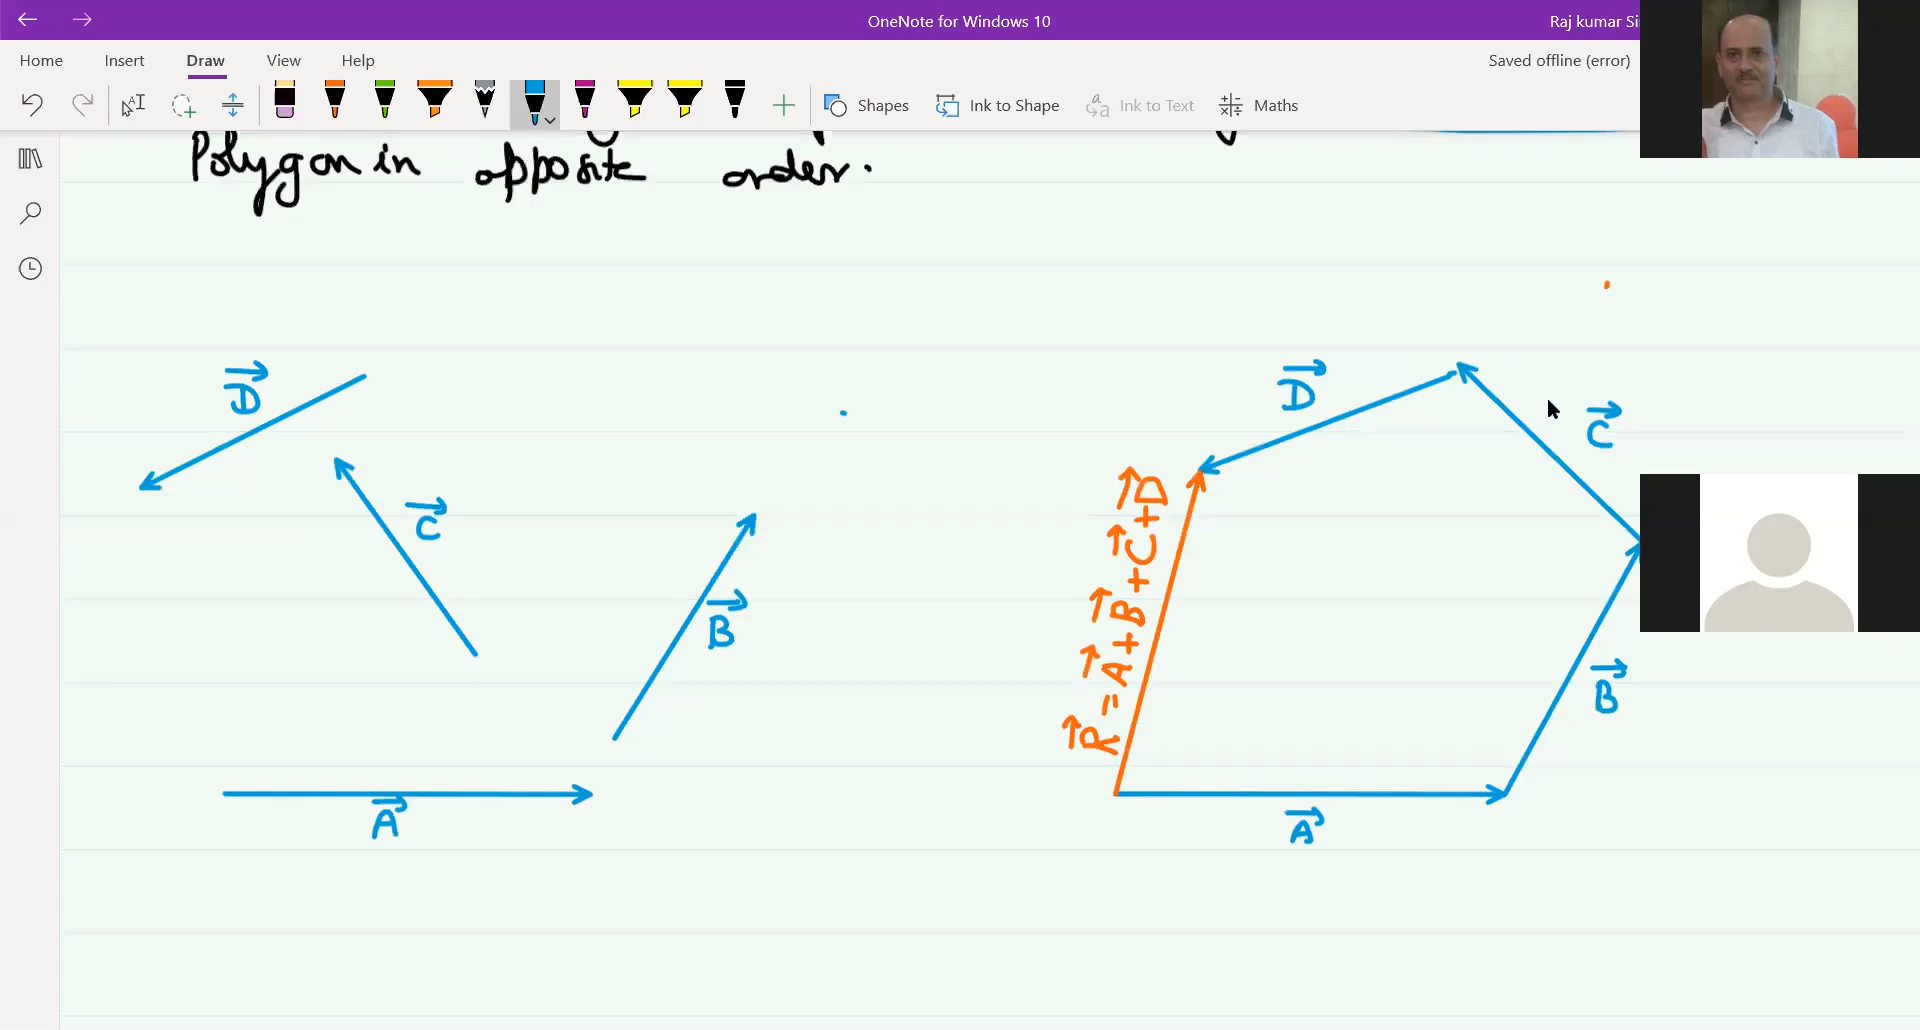 OneNote for Windows 10
Raj kumar
Home Insert Draw View Help
Saved offline (error)
Shapes Ink to Shape Ink to Text Maths
Polygon in opposite order.
D
C
B
A
D
C
B
A
R = A + B + C + D